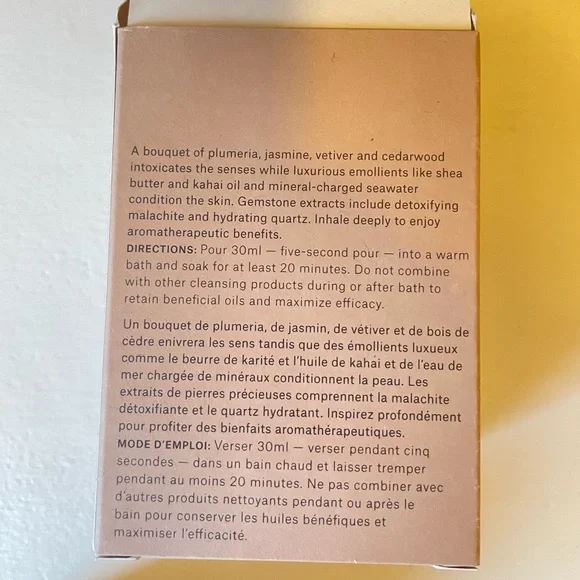 A bouquet of plumeria, jasmine, vetiver and cedarwood
intoxicates the senses while luxurious emollients like shea
butter and kahai oil and mineral-charged seawater
condition the skin. Gemstone extracts include detoxifying
malachite and hydrating quartz. Inhale deeply to enjoy
aromatherapeutic benefits.
DIRECTIONS: Pour 30ml — five-second pour — into a warm
bath and soak for at least 20 minutes. Do not combine
with other cleansing products during or after bath to
retain beneficial oils and maximize efficacy.
Un bouquet de plumeria, de jasmin, de vétiver et de bois de
cèdre enivrera les sens tandis que des émollients luxueux
comme le beurre de karité et l'huile de kahai et de l'eau de
mer chargée de minéraux conditionnent la peau. Les
extraits de pierres précieuses comprennent la malachite
détoxifiante et le quartz hydratant. Inspirez profondément
pour profiter des bienfaits aromathérapeutiques.
MODE D'EMPLOI: Verser 30ml — verser pendant cinq
secondes — dans un bain chaud et laisser tremper
pendant au moins 20 minutes. Ne pas combiner avec
d'autres produits nettoyants pendant ou après le
bain pour conserver les huiles bénéfiques et
maximiser l'efficacité.